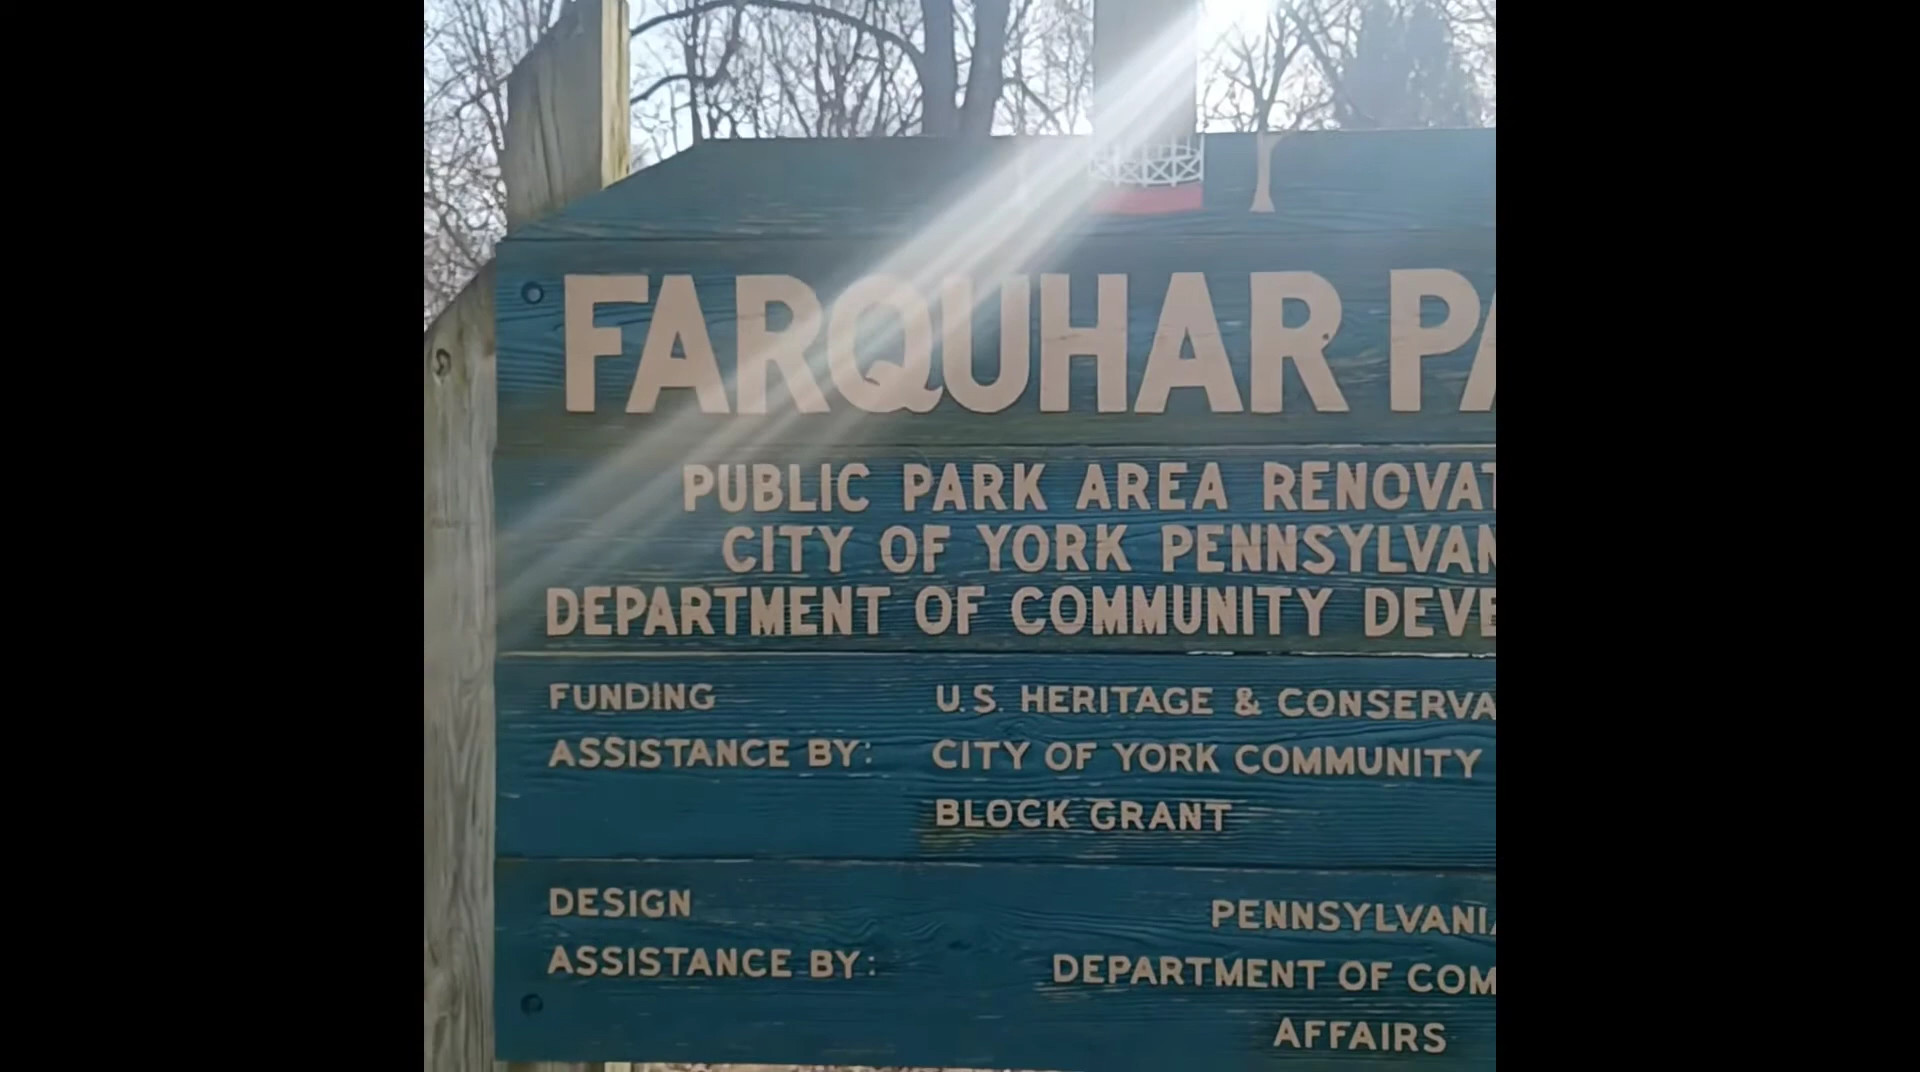 FARQUHAR PA
PUBLIC PARK AREA RENOVAT
CITY OF YORK PENNSYLVAN
DEPARTMENT OF COMMUNITY DEVE
FUNDING U.S. HERITAGE & CONSERVA
ASSISTANCE BY: CITY OF YORK COMMUNITY
BLOCK GRANT
DESIGN PENNSYLVANIA
ASSISTANCE BY: DEPARTMENT OF COM
AFFAIRS